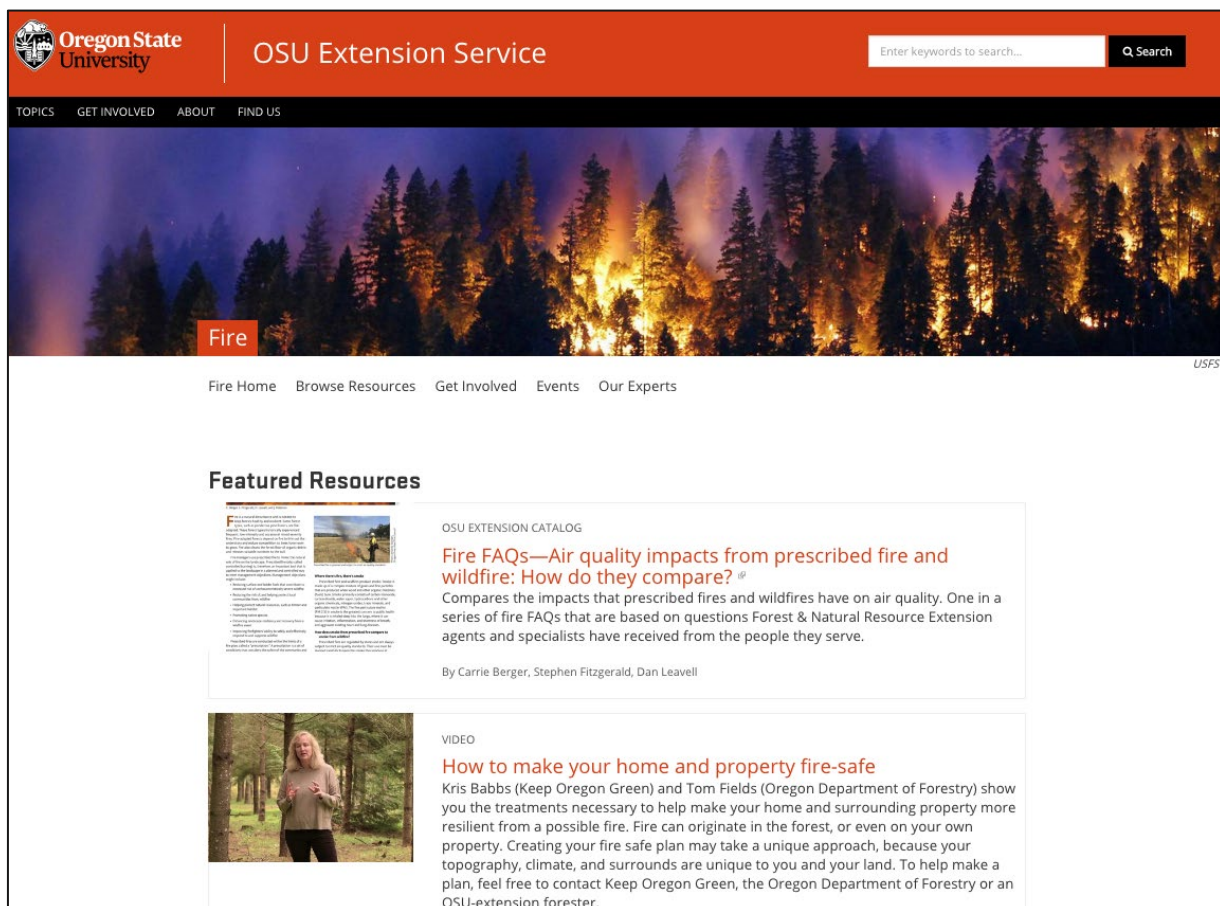 Oregon State
University
OSU Extension Service
Enter keywords to search...
Search
TOPICS GET INVOLVED ABOUT FIND US
Fire
USFS
Fire Home Browse Resources Get Involved Events Our Experts
Featured Resources
OSU EXTENSION CATALOG
Fire FAQs—Air quality impacts from prescribed fire and
wildfire: How do they compare?
Compares the impacts that prescribed fires and wildfires have on air quality. One in a
series of fire FAQs that are based on questions Forest & Natural Resource Extension
agents and specialists have received from the people they serve.
By Carrie Berger, Stephen Fitzgerald, Dan Leavell
VIDEO
How to make your home and property fire-safe
Kris Babbs (Keep Oregon Green) and Tom Fields (Oregon Department of Forestry) show
you the treatments necessary to help make your home and surrounding property more
resilient from a possible fire. Fire can originate in the forest, or even on your own
property. Creating your fire safe plan may take a unique approach, because your
topography, climate, and surrounds are unique to you and your land. To help make a
plan, feel free to contact Keep Oregon Green, the Oregon Department of Forestry or an
OSU-extension forester.